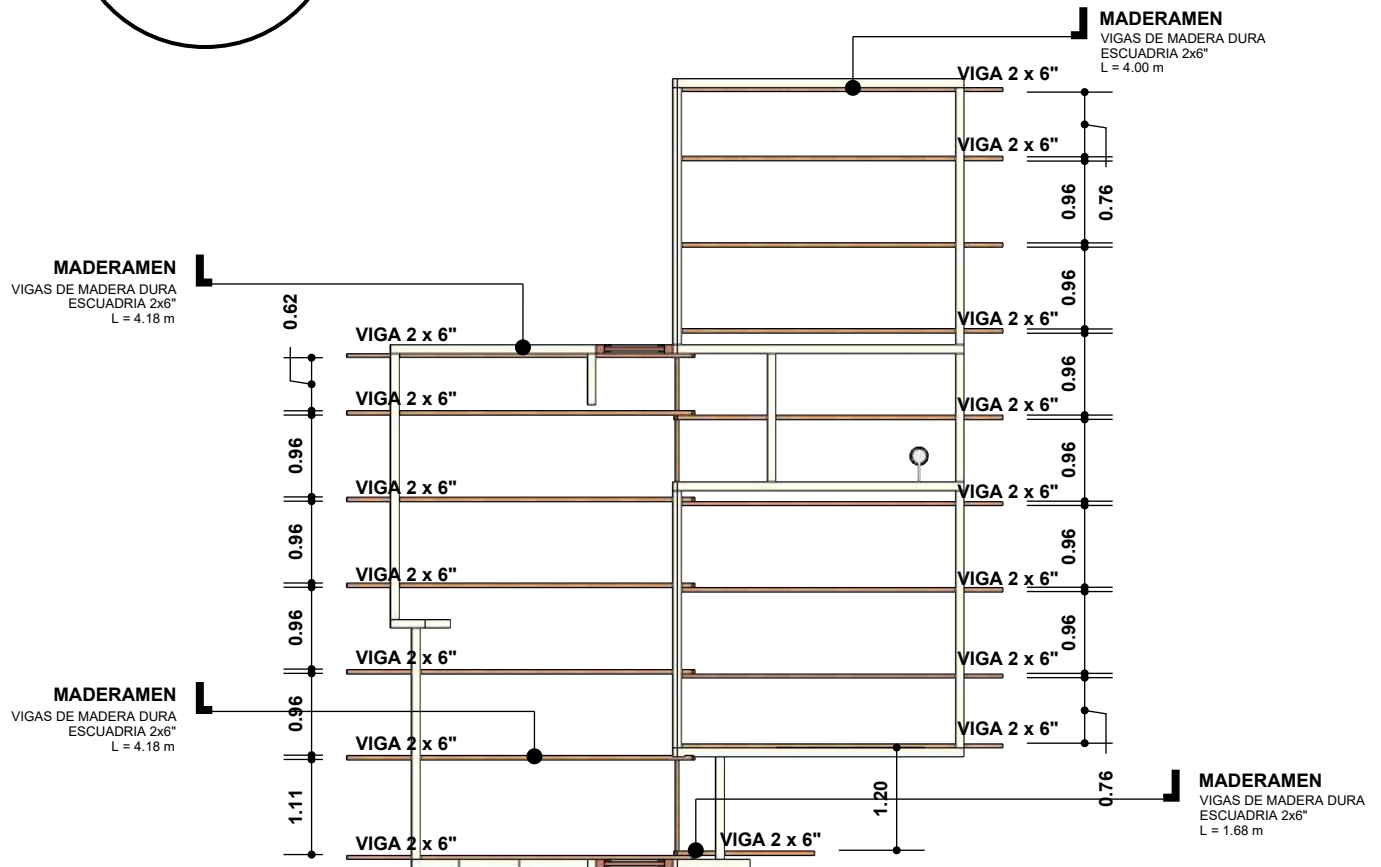 MADERAMEN
VIGAS DE MADERA DURA
ESCUADRIA 2x6"
L = 4.00 m
VIGA 2 x 6"
VIGA 2 x 6"
0.96
0.76
MADERAMEN
VIGAS DE MADERA DURA
ESCUADRIA 2x6"
L = 4.18 m
0.62
0.96
VIGA 2 x 6"
VIGA 2 x 6"
0.96
VIGA 2 x 6"
VIGA 2 x 6"
0.96
0.96
VIGA 2 x 6"
VIGA 2 x 6"
0.96
0.96
VIGA 2 x 6"
VIGA 2 x 6"
0.96
0.96
VIGA 2 x 6"
VIGA 2 x 6"
MADERAMEN
VIGAS DE MADERA DURA
ESCUADRIA 2x6"
L = 4.18 m
0.96
VIGA 2 x 6"
VIGA 2 x 6"
1.11
1.20
0.76
MADERAMEN
VIGAS DE MADERA DURA
ESCUADRIA 2x6"
L = 1.68 m
VIGA 2 x 6"
VIGA 2 x 6"